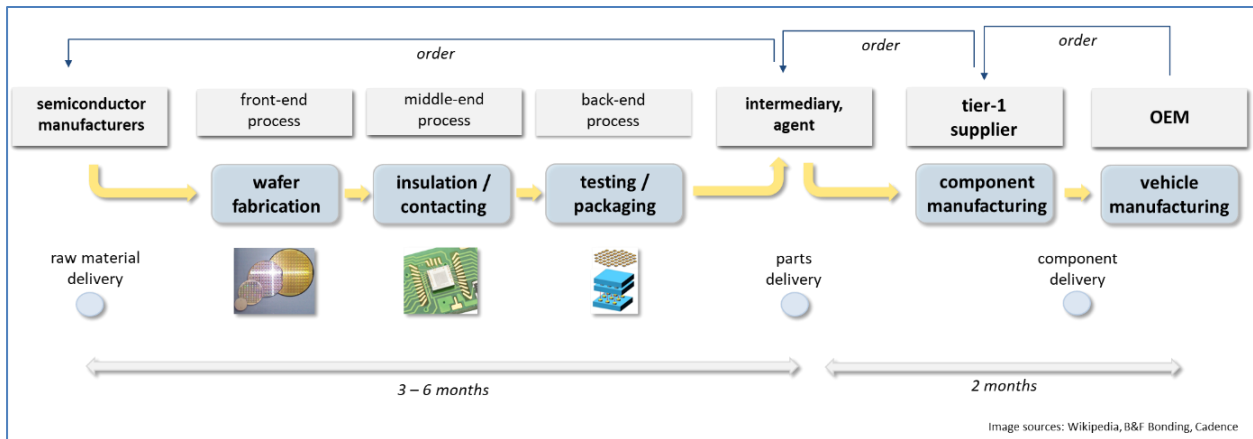 order
order
order
semiconductor
manufacturers
front-end
process
middle-end
process
back-end
process
intermediary,
agent
tier-1
supplier
OEM
wafer
fabrication
insulation /
contacting
testing /
packaging
component
manufacturing
vehicle
manufacturing
raw material
delivery
parts
delivery
component
delivery
3 – 6 months
2 months
Image sources: Wikipedia, B&F Bonding, Cadence